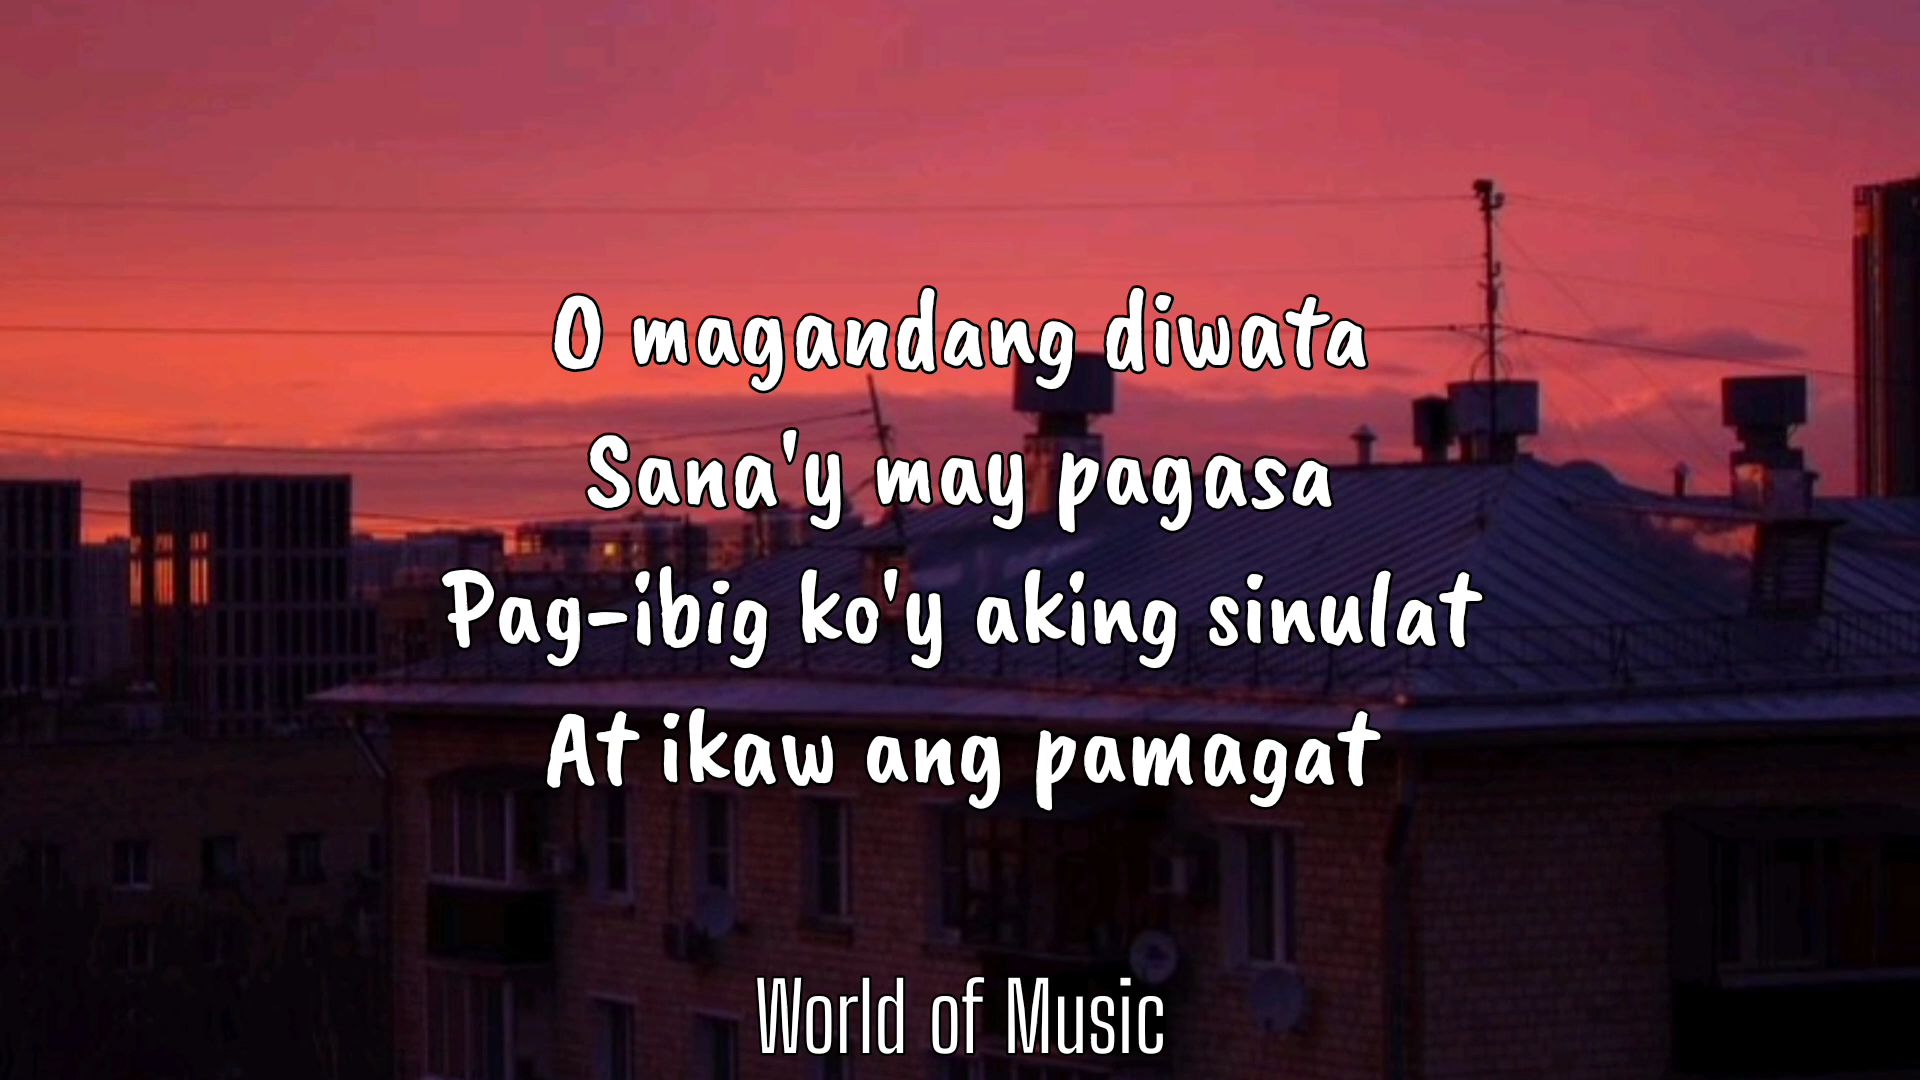 O magandang diwata
Sana'y may pagasa
Pag-ibig ko'y aking sinulat
At ikaw ang pamagat
World of Music